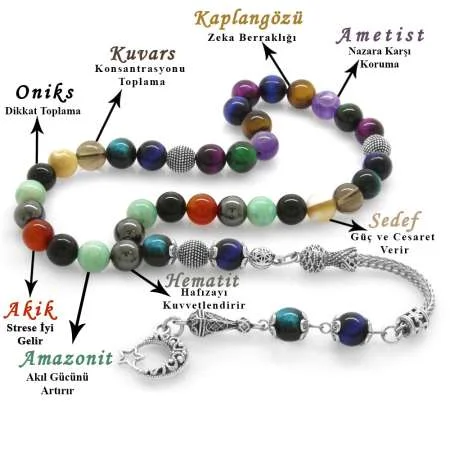 Kaplangözü
Zeka Berraklığı
Ametist
Nazara Karşı
Koruma
Kuvars
Konsantrasyonu
Toplama
Oniks
Dikkat Toplama
Sedef
Güç ve Cesaret
Verir
Hematit
Hafızayı
Kuvvetlendirir
Akik
Strese İyi
Gelir
Amazonit
Akıl Gücünü
Artırır